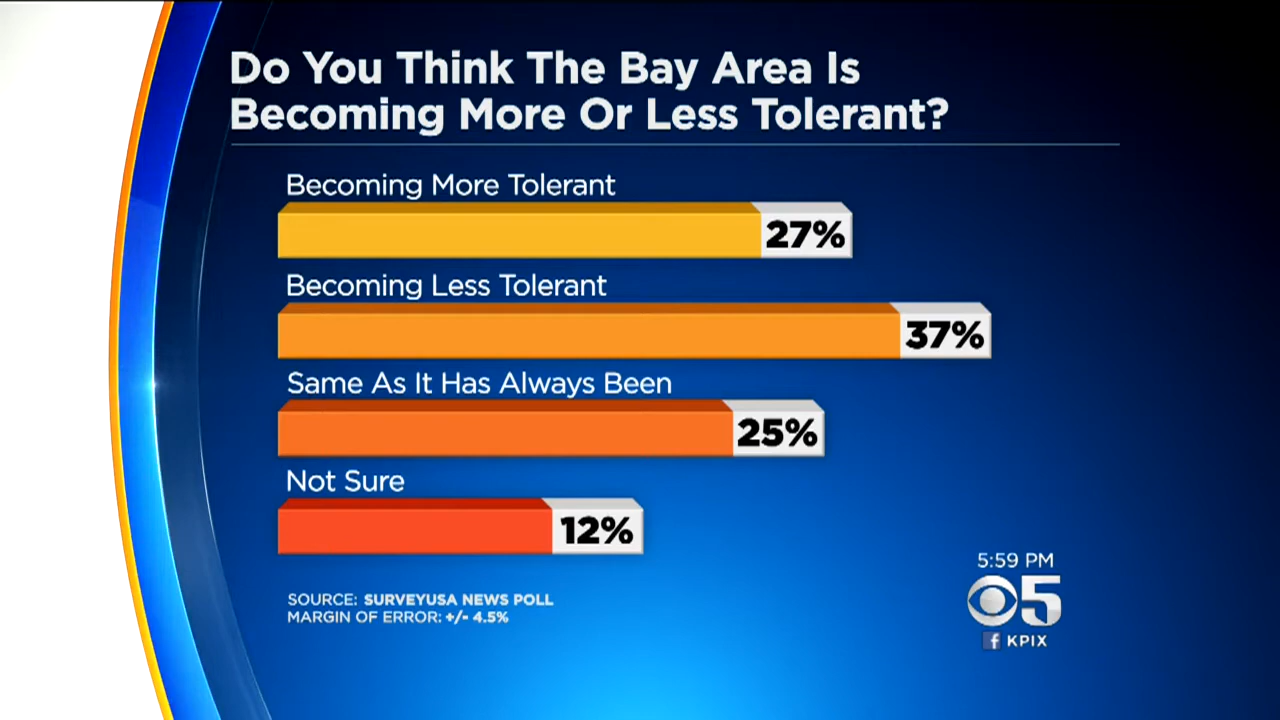 Do You Think The Bay Area Is
Becoming More Or Less Tolerant?
Becoming More Tolerant
27%
Becoming Less Tolerant
37%
Same As It Has Always Been
25%
Not Sure
12%
SOURCE: SURVEYUSA NEWS POLL
MARGIN OF ERROR: +/- 4.5%
5:59 PM
5
f KPIX